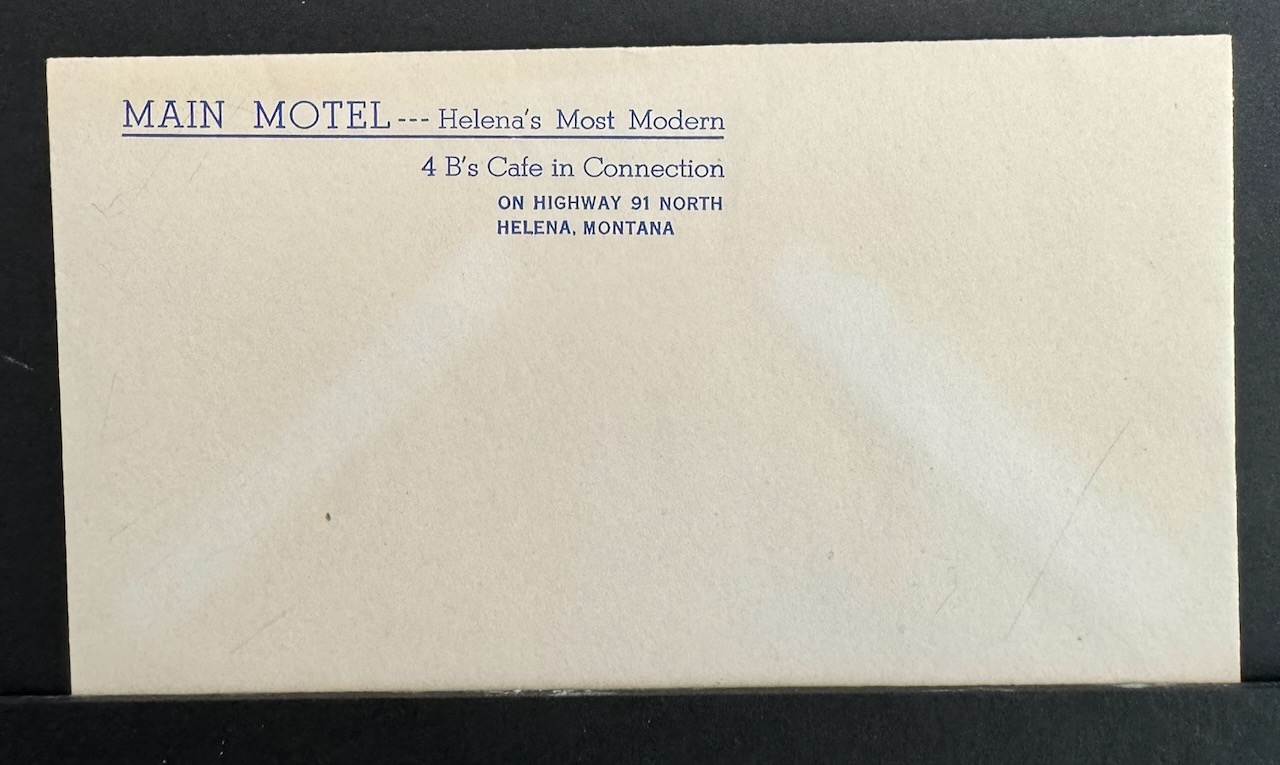 MAIN MOTEL --- Helena's Most Modern
4 B's Cafe in Connection
ON HIGHWAY 91 NORTH
HELENA, MONTANA